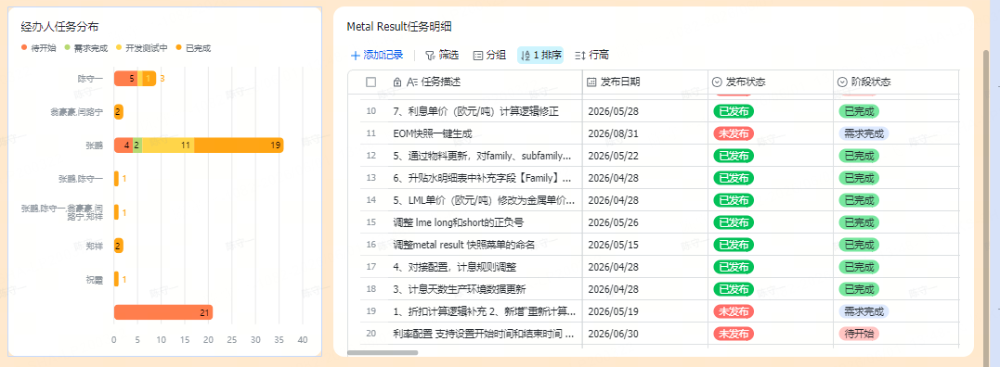 经办人任务分布
待开始 需求完成 开发测试中 已完成
陈守一 5 1 3
翁豪豪,闫路宁 2
张鹏 4 2 11 19
张鹏,陈守一 1
张鹏,陈守一,翁豪豪,闫
路宁,郑祥 1
郑祥 2
祝霞 1
21
0 5 10 15 20 25 30 35 40
Metal Result任务明细
添加记录 筛选 分组 1 排序 行高
任务描述 发布日期 发布状态 阶段状态
10 7、利息单价（欧元/吨）计算逻辑修正 2026/05/28 已发布 已完成
11 EOM快照一键生成 2026/08/31 未发布 需求完成
12 5、通过物料更新，对family、subfamily... 2026/05/22 已发布 已完成
13 6、升贴水明细表中补充字段【Family】... 2026/04/28 已发布 已完成
14 5、LML单价（欧元/吨）修改为金属单价... 2026/04/28 已发布 已完成
15 调整 lme long和short的正负号 2026/05/26 已发布 已完成
16 调整metal result 快照菜单的命名 2026/05/15 已发布 已完成
17 4、对接配置，计息规则调整 2026/04/28 已发布 已完成
18 3、计息天数生产环境数据更新 2026/04/28 已发布 已完成
19 1、折扣计算逻辑补充 2、新增"重新计算... 2026/05/19 未发布 需求完成
20 利率配置 支持设置开始时间和结束时间 ... 2026/06/30 未发布 待开始